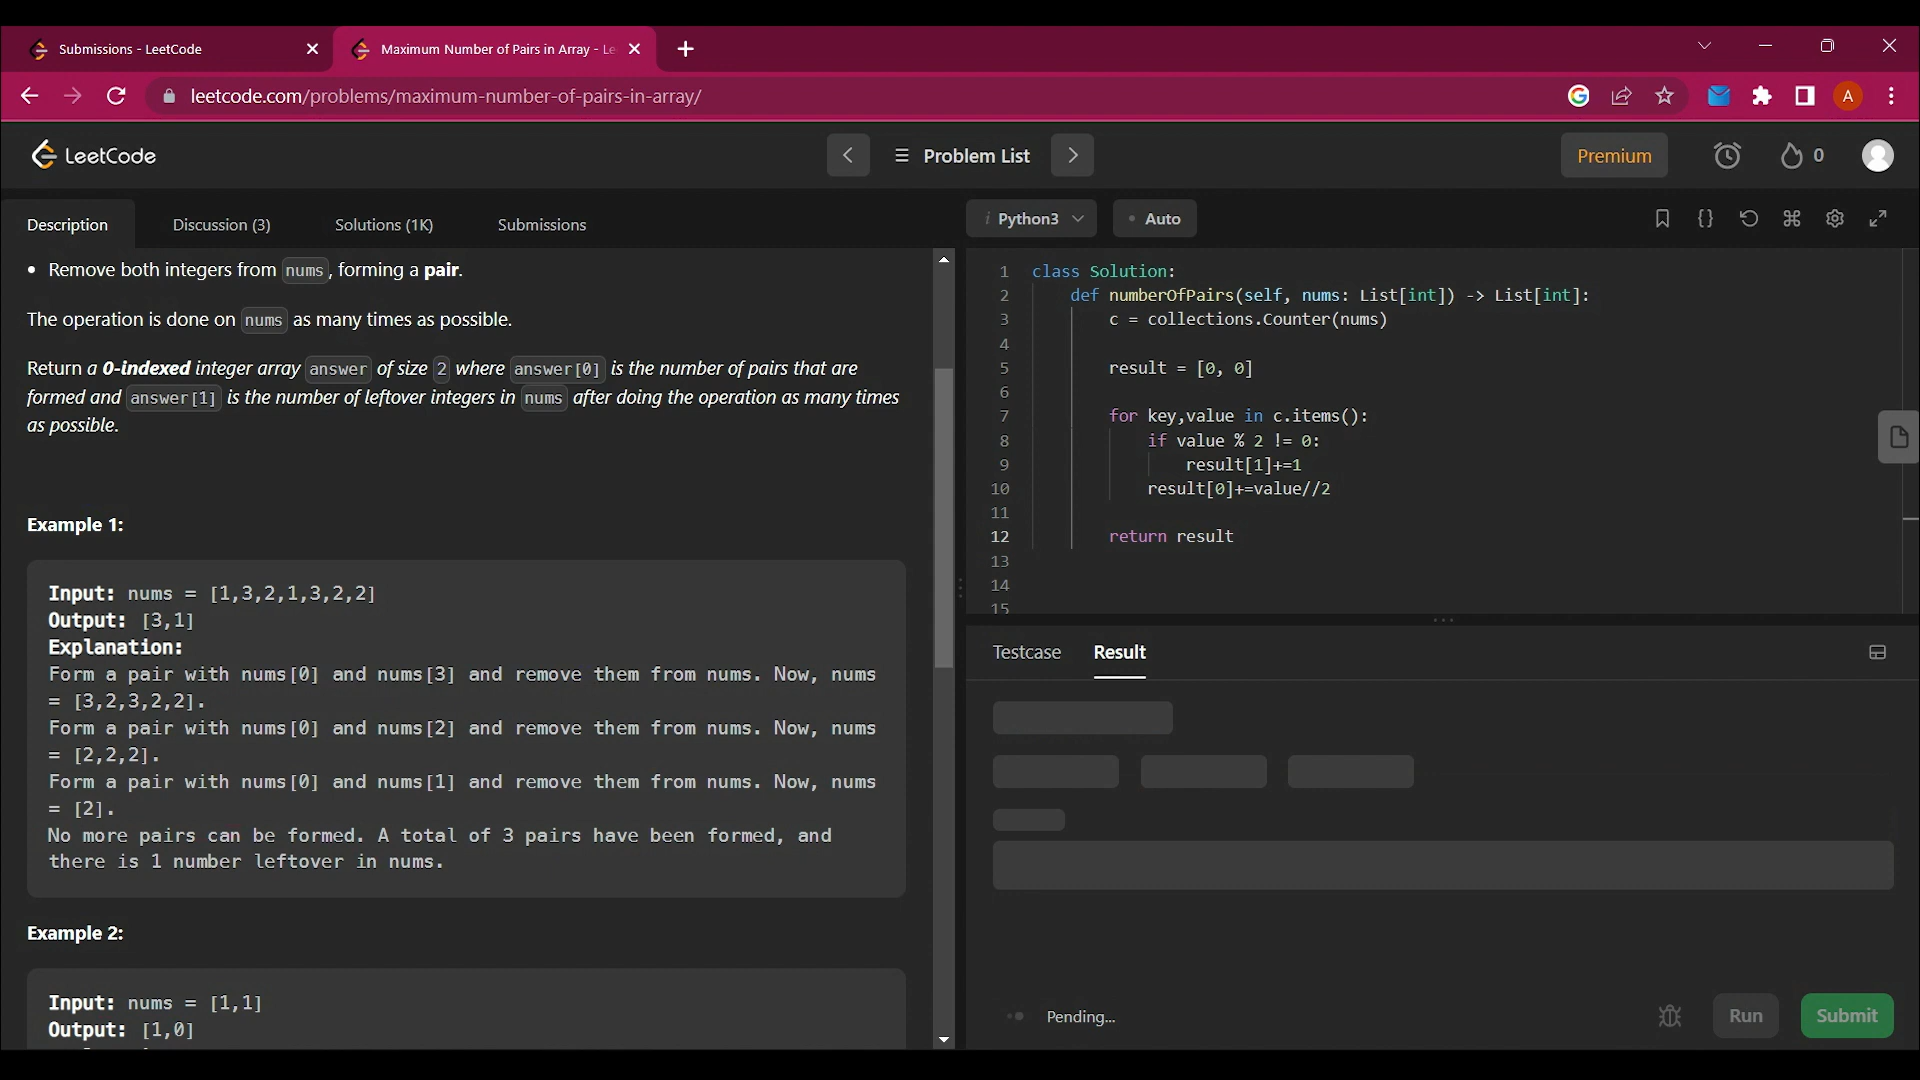 Submissions - LeetCode
Maximum Number of Pairs in Array - Le
leetcode.com/problems/maximum-number-of-pairs-in-array/
A
LeetCode
Problem List
Premium
0
Description
Discussion (3)
Solutions (1K)
Submissions
• Remove both integers from nums, forming a pair.
The operation is done on nums as many times as possible.
Return a 0-indexed integer array answer of size 2 where answer[0] is the number of pairs that are
formed and answer[1] is the number of leftover integers in nums after doing the operation as many times
as possible.
Example 1:
Input: nums = [1,3,2,1,3,2,2]
Output: [3,1]
Explanation:
Form a pair with nums[0] and nums[3] and remove them from nums. Now, nums
= [3,2,3,2,2].
Form a pair with nums[0] and nums[2] and remove them from nums. Now, nums
= [2,2,2].
Form a pair with nums[0] and nums[1] and remove them from nums. Now, nums
= [2].
No more pairs can be formed. A total of 3 pairs have been formed, and
there is 1 number leftover in nums.
Example 2:
Input: nums = [1,1]
Output: [1,0]
i Python3
• Auto
1 class Solution:
2 def numberOfPairs(self, nums: List[int]) -> List[int]:
3 c = collections.Counter(nums)
4
5 result = [0, 0]
6
7 for key,value in c.items():
8 if value % 2 != 0:
9 result[1]+=1
10 result[0]+=value//2
11
12 return result
13
14
15
Testcase
Result
Pending...
Run
Submit